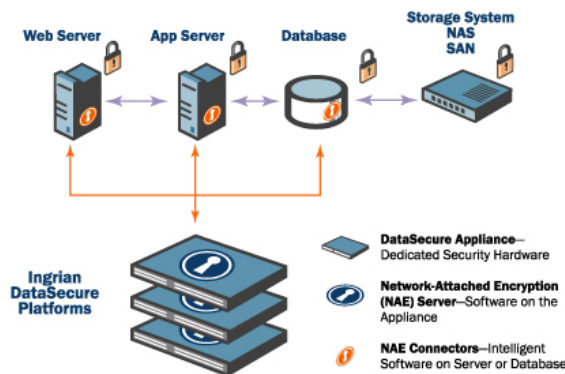 Web Server
App Server
Database
Storage System
NAS
SAN
Ingrian
DataSecure
Platforms
DataSecure Appliance—
Dedicated Security Hardware
Network-Attached Encryption
(NAE) Server—Software on the
Appliance
NAE Connectors—Intelligent
Software on Server or Database